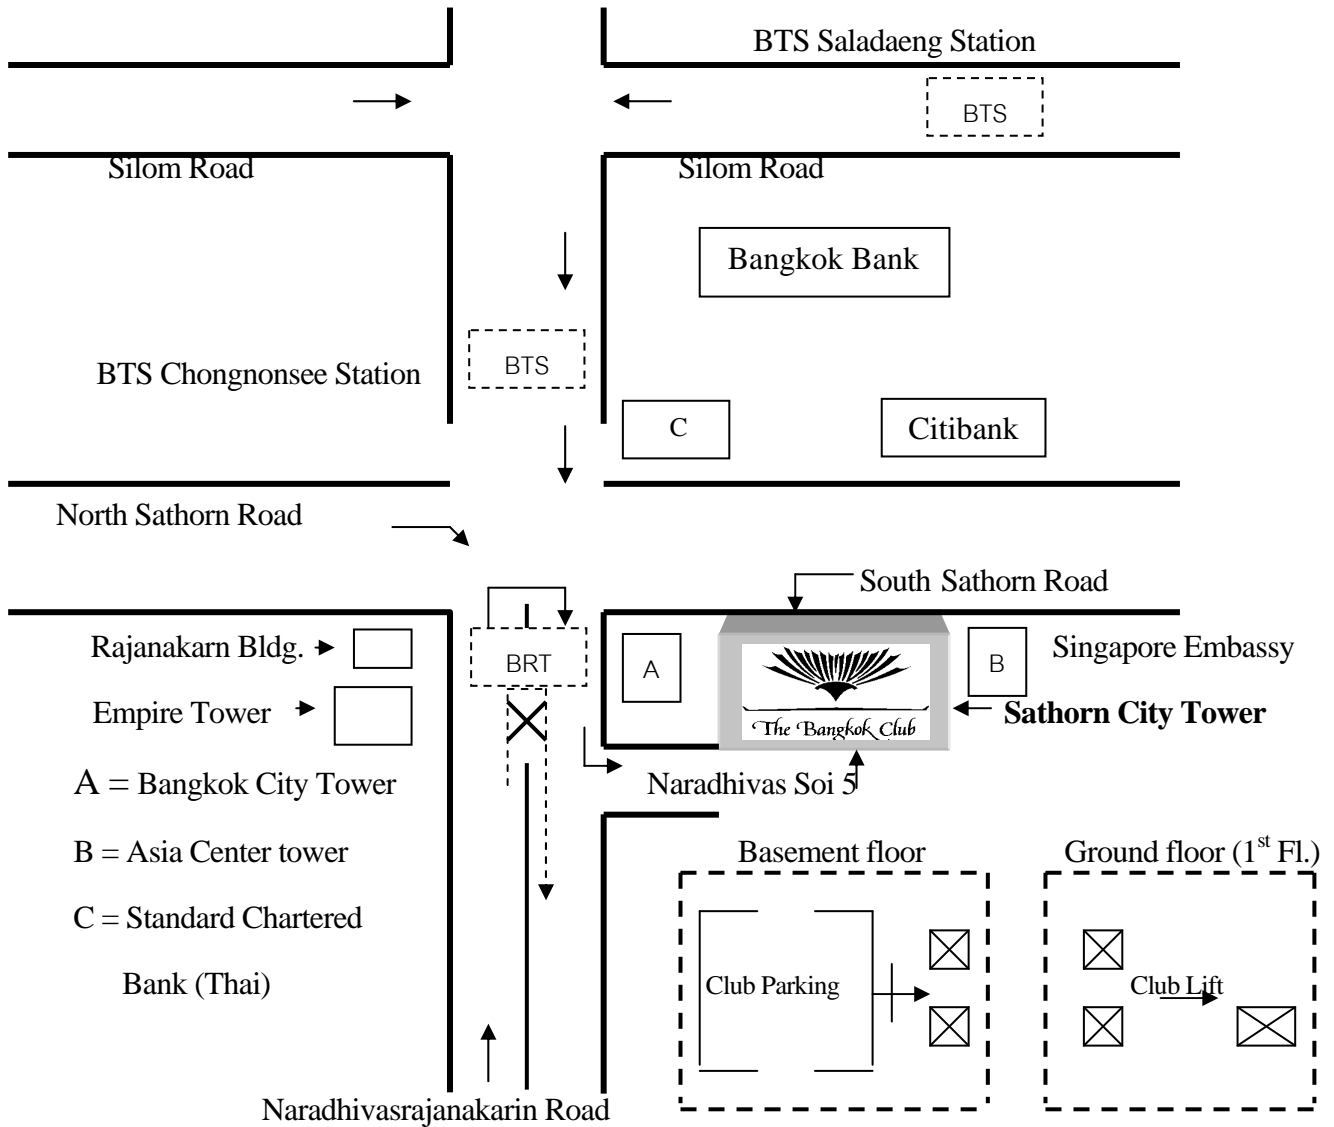 BTS Saladaeng Station
BTS
Silom Road
Silom Road
Bangkok Bank
BTS Chongnonsee Station
BTS
C
Citibank
North Sathorn Road
South Sathorn Road
Rajanakarn Bldg.
BRT
A
B
Singapore Embassy
Empire Tower
The Bangkok Club
Sathorn City Tower
A = Bangkok City Tower
Naradhivas Soi 5
B = Asia Center tower
Basement floor
Ground floor (1st Fl.)
C = Standard Chartered
Bank (Thai)
Club Parking
Club Lift
Naradhivasrajanakarin Road